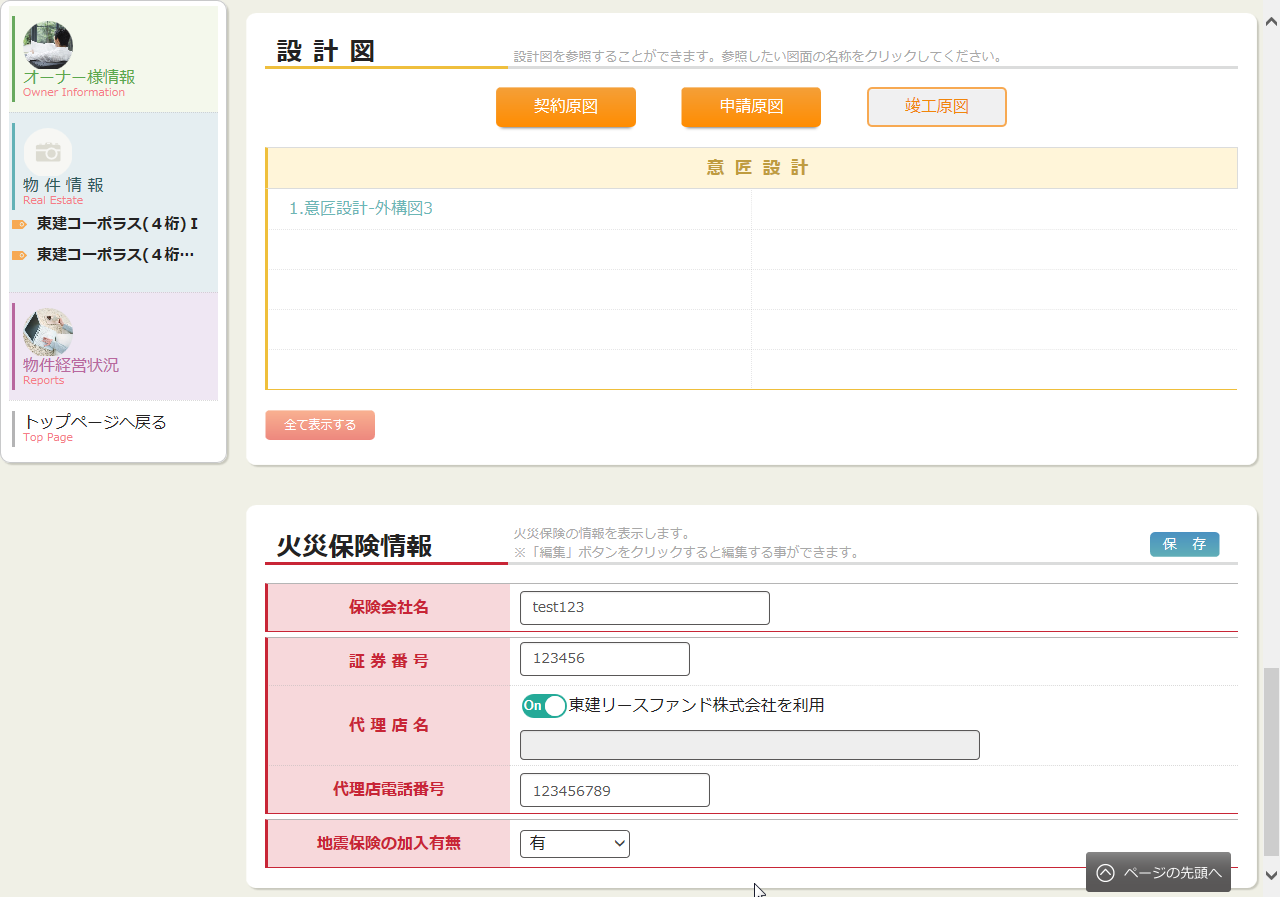 オーナー様情報
Owner Information
物 件 情 報
Real Estate
東建コーポラス(４桁) I
東建コーポラス(４桁…
物件経営状況
Reports
トップページへ戻る
Top Page
設 計 図
設計図を参照することができます。参照したい図面の名称をクリックしてください。
契約原図
申請原図
竣工原図
意 匠 設 計
1.意匠設計-外構図3
全て表示する
火災保険情報
火災保険の情報を表示します。
※「編集」ボタンをクリックすると編集する事ができます。
保 存
保険会社名
test123
証 券 番 号
123456
代 理 店 名
On 東建リースファンド株式会社を利用
代理店電話番号
123456789
地震保険の加入有無
有
ページの先頭へ